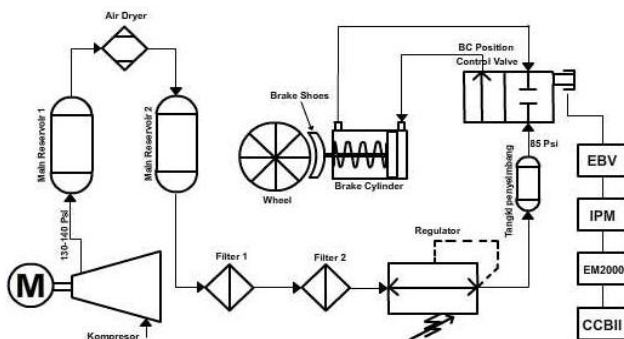 Air Dryer
BC Position
Control Valve
Main Reservoir 1
Main Reservoir 2
Brake Shoes
85 Psi
EBV
Wheel
Brake Cylinder
Tangki penyeimbang
130-140 Psi
IPM
Regulator
Filter 1
Filter 2
M
EM2000
Kompresor
CCBII